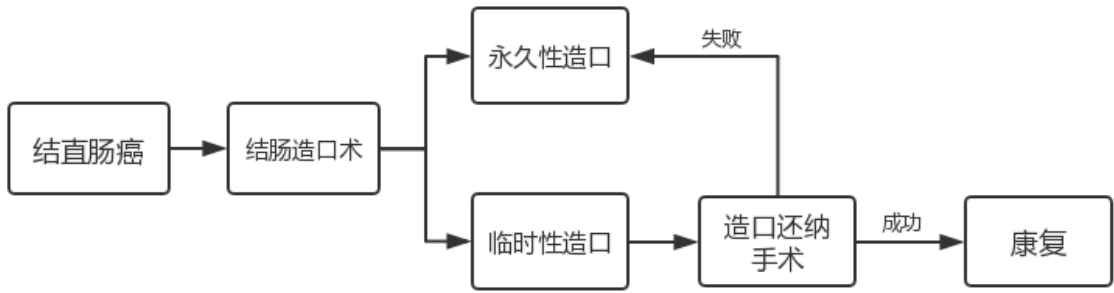 永久性造口
失败
结直肠癌
结肠造口术
临时性造口
造口还纳
手术
成功
康复